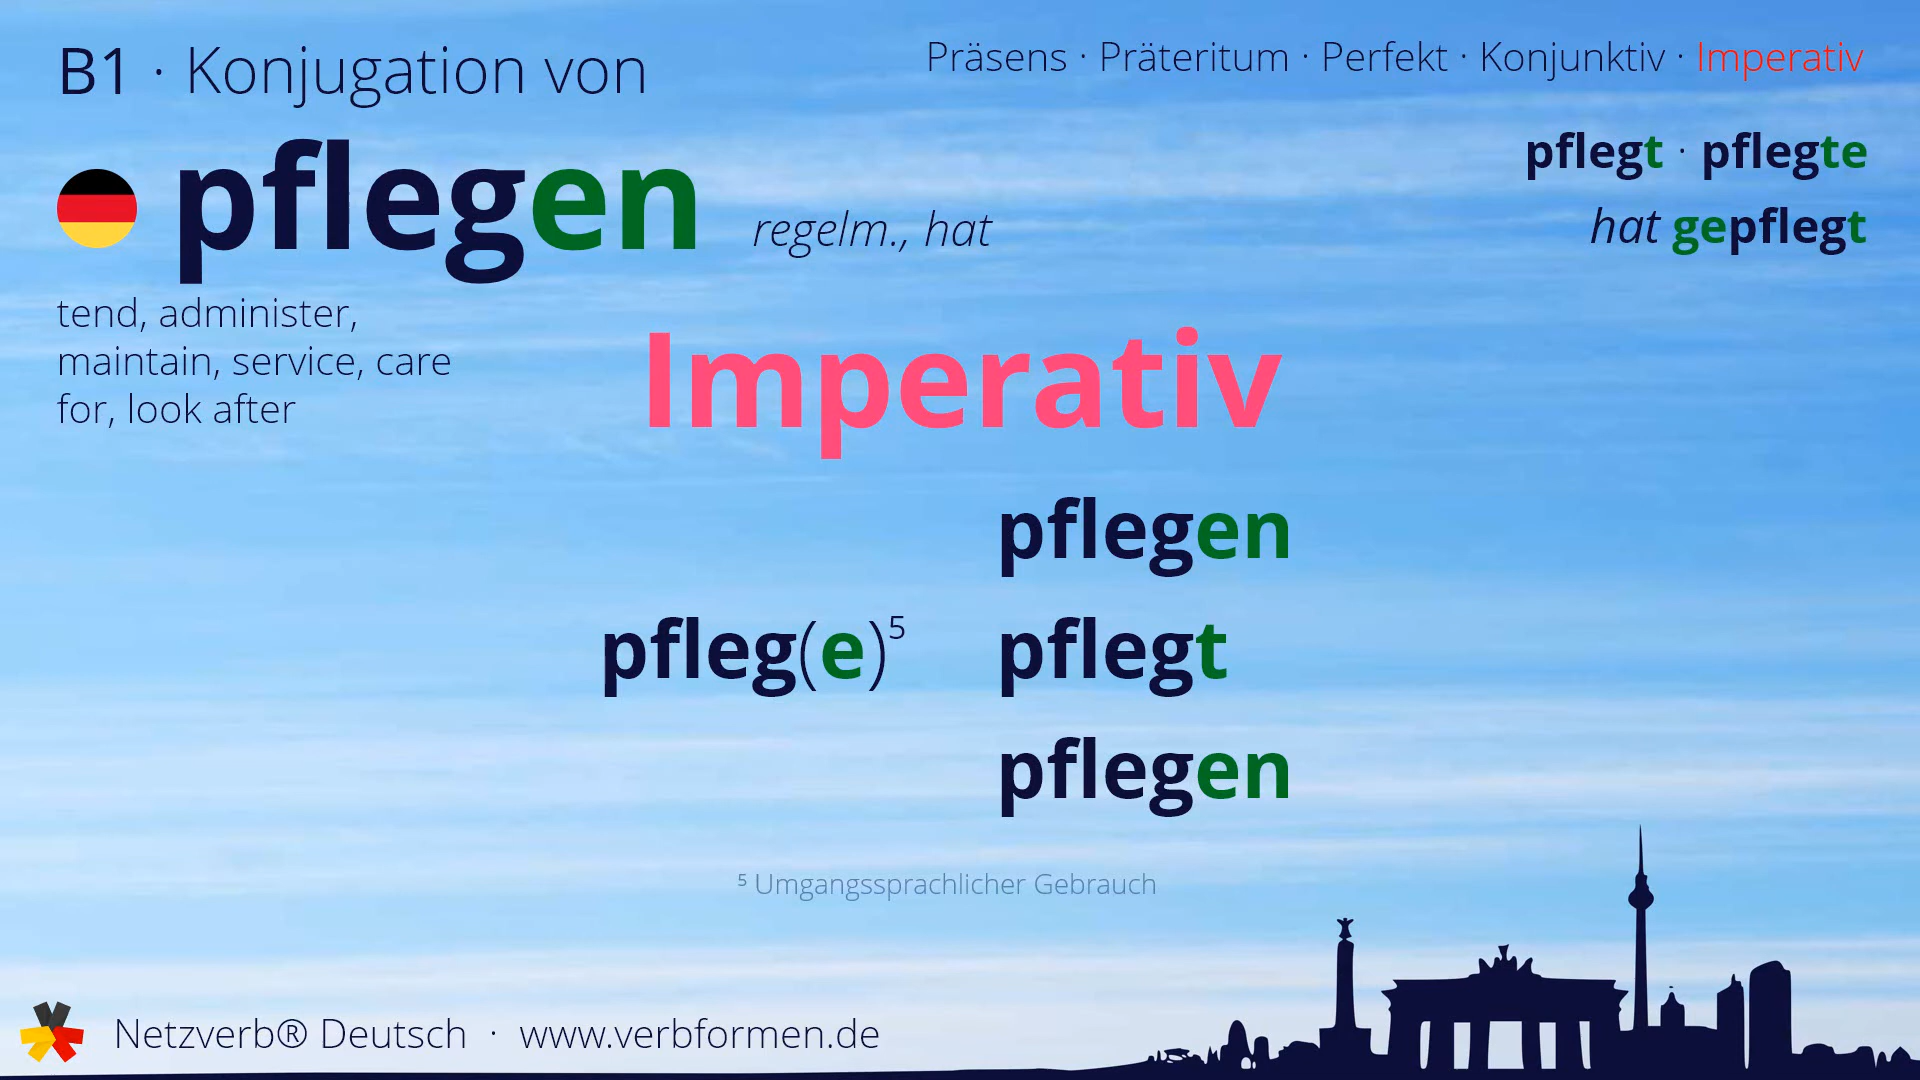 B1 · Konjugation von
Präsens · Präteritum · Perfekt · Konjunktiv · Imperativ
pflegen regelm., hat
pflegt · pflegte
hat gepflegt
tend, administer,
maintain, service, care
for, look after
Imperativ
pflegen
pfleg(e)⁵ pflegt
pflegen
⁵ Umgangssprachlicher Gebrauch
Netzverb® Deutsch · www.verbformen.de